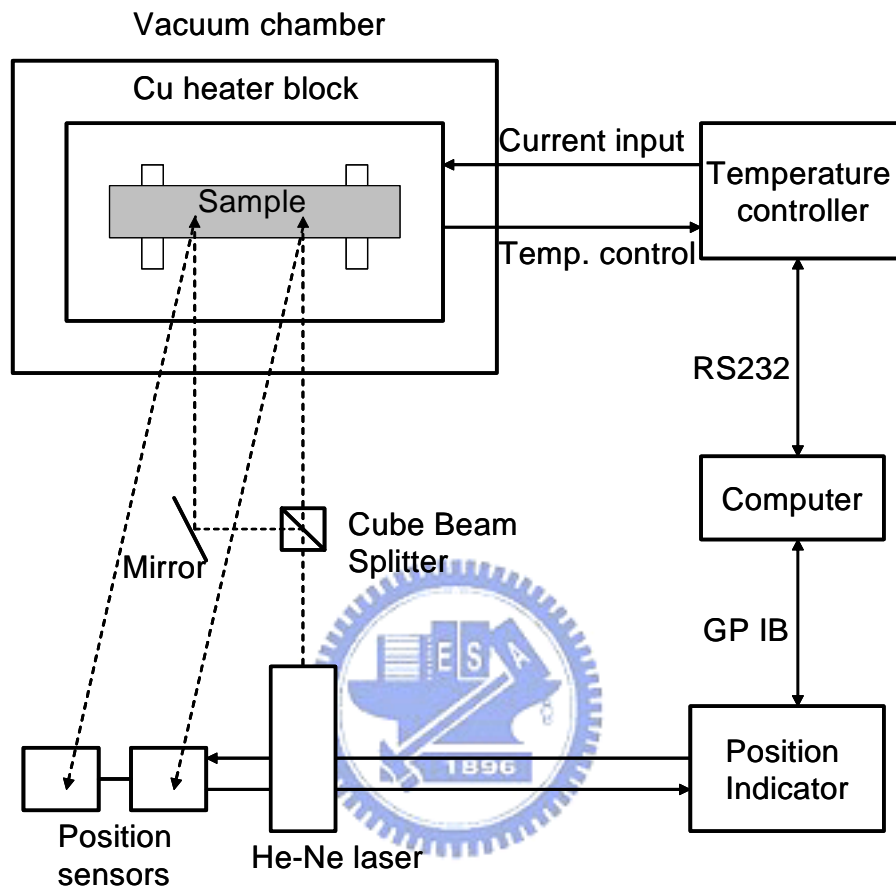 Vacuum chamber
Cu heater block
Current input
Temperature
controller
Sample
Temp. control
RS232
Computer
Cube Beam
Splitter
Mirror
GP IB
E S A
Position
Indicator
1896
Position
sensors
He-Ne laser